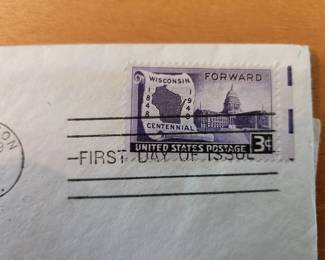 WISCONSIN
FORWARD
1848
1948
CENTENNIAL
3¢
UNITED STATES POSTAGE
FIRST DAY OF ISSUE